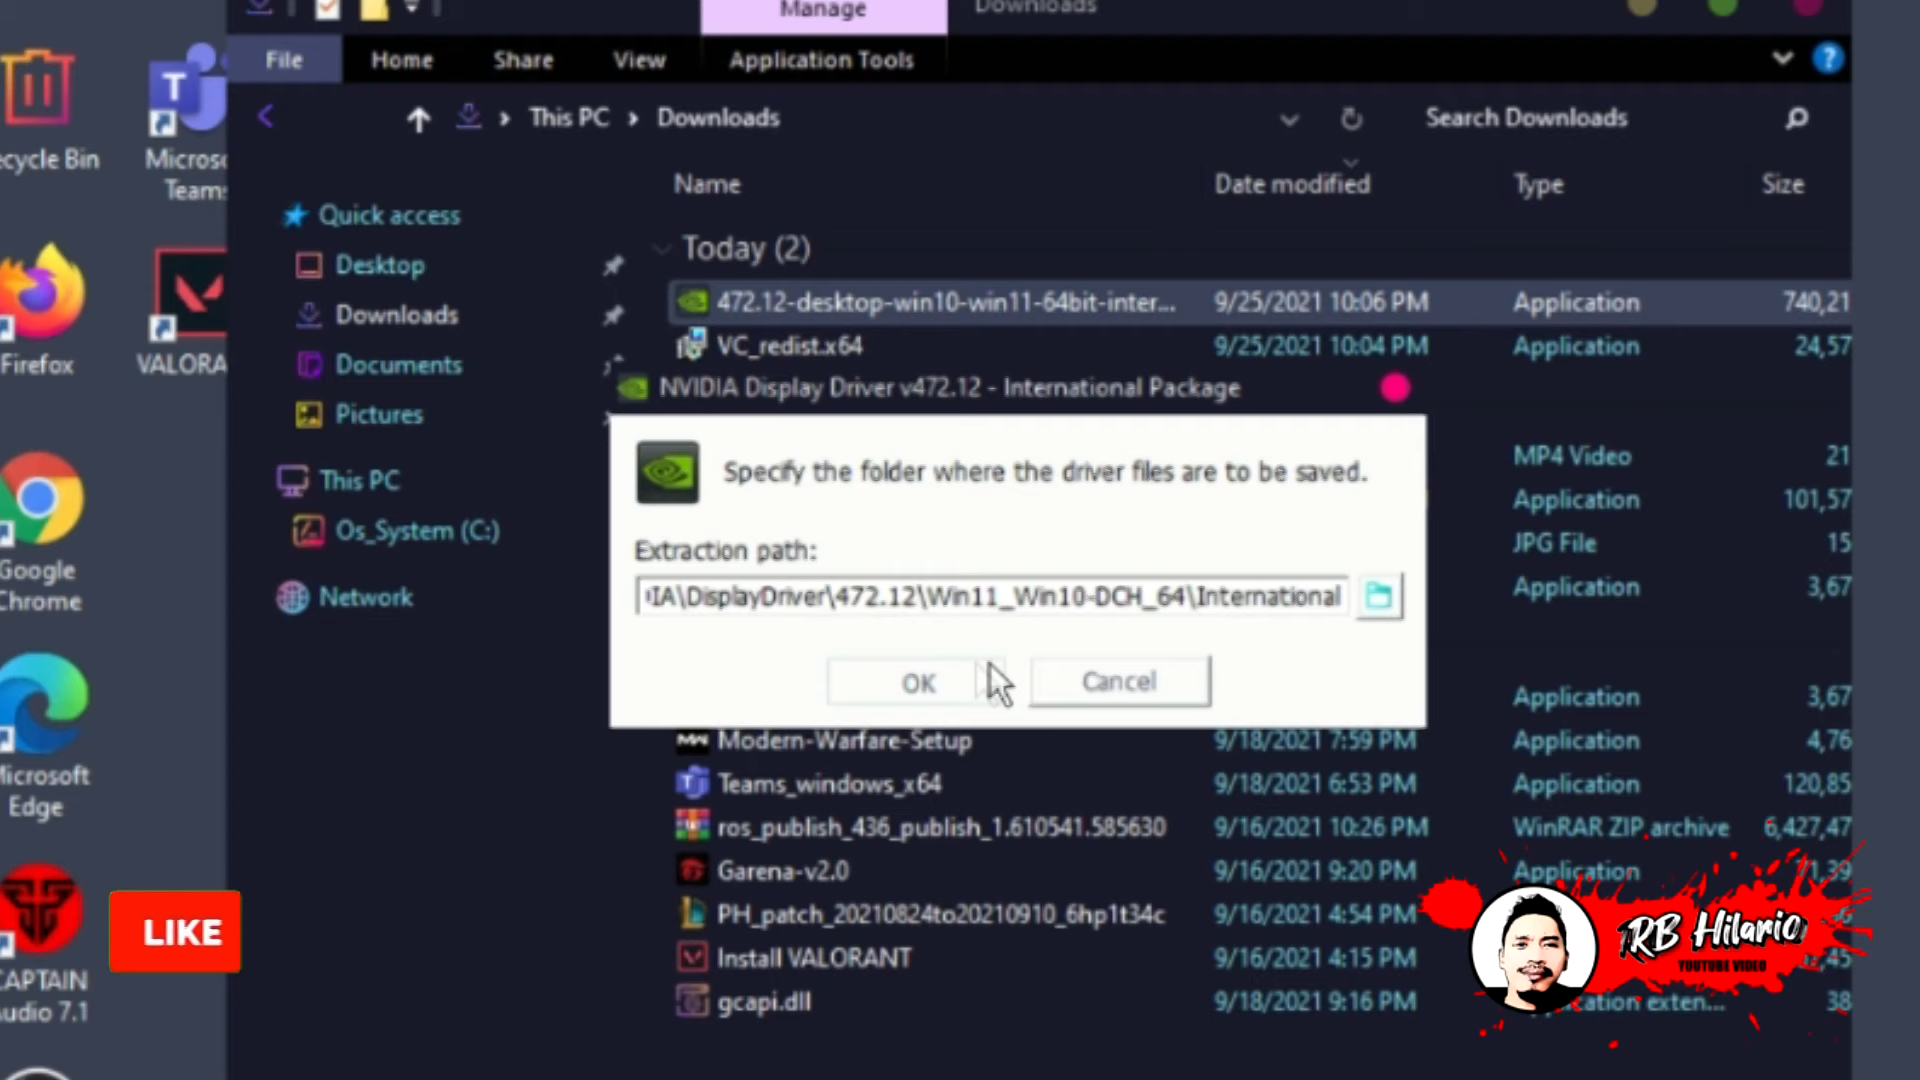 Manage
Downloads
File
Home
Share
View
Application Tools
?
This PC
Downloads
Search Downloads
Name
Date modified
Type
Size
ecycle Bin
Micros
Teams
Firefox
VALORA
Google
Chrome
Microsoft
Edge
CAPTAIN
Audio 7.1
Quick access
Desktop
Downloads
Documents
Pictures
This PC
Os_System (C:)
Network
Today (2)
472.12-desktop-win10-win11-64bit-inter... 9/25/2021 10:06 PM Application 740,21
VC_redist.x64 9/25/2021 10:04 PM Application 24,57
NVIDIA Display Driver v472.12 - International Package
Specify the folder where the driver files are to be saved.
Extraction path:
IA\DisplayDriver\472.12\Win11_Win10-DCH_64\International
OK
Cancel
MP4 Video 21
Application 101,57
JPG File 15
Application 3,67
Application 3,67
Modern-Warfare-Setup 9/18/2021 7:59 PM Application 4,76
Teams_windows_x64 9/18/2021 6:53 PM Application 120,85
ros_publish_436_publish_1.610541.585630 9/16/2021 10:26 PM WinRAR ZIP archive 6,427,47
Garena-v2.0 9/16/2021 9:20 PM Application 71,39
PH_patch_20210824to20210910_6hp1t34c 9/16/2021 4:54 PM
Install VALORANT 9/16/2021 4:15 PM
gcapi.dll 9/18/2021 9:16 PM cation exten... 38
LIKE
RB Hilario
YOUTUBE VIDEO